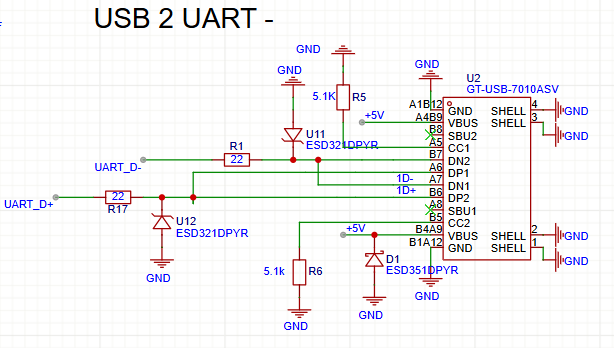 USB 2 UART -
GND
GND
GND
U2
GT-USB-7010ASV
5.1K
R5
+5V
A1B12
GND
SHELL
4
GND
A4B9
VBUS
SHELL
3
B8
SBU2
GND
U11
ESD321DPYR
A5
CC1
R1
22
B7
DN2
UART_D-
A6
DP1
1D-
A7
DN1
1D+
B6
DP2
UART_D+
22
R17
A8
SBU1
U12
ESD321DPYR
B5
CC2
+5V
B4A9
VBUS
SHELL
2
GND
B1A12
GND
SHELL
1
GND
5.1k
R6
D1
ESD351DPYR
GND
GND
GND
GND